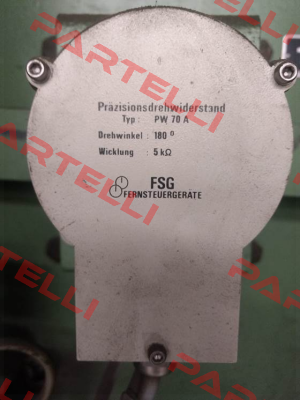 Präzisionsdrehwiderstand
Typ: PW 70 A
Drehwinkel : 180 °
Wicklung : 5 kΩ
FSG
FERNSTEUERGERÄTE
PARTELLI
PARTELLI
PARTELLI
PARTELLI
PARTELLI